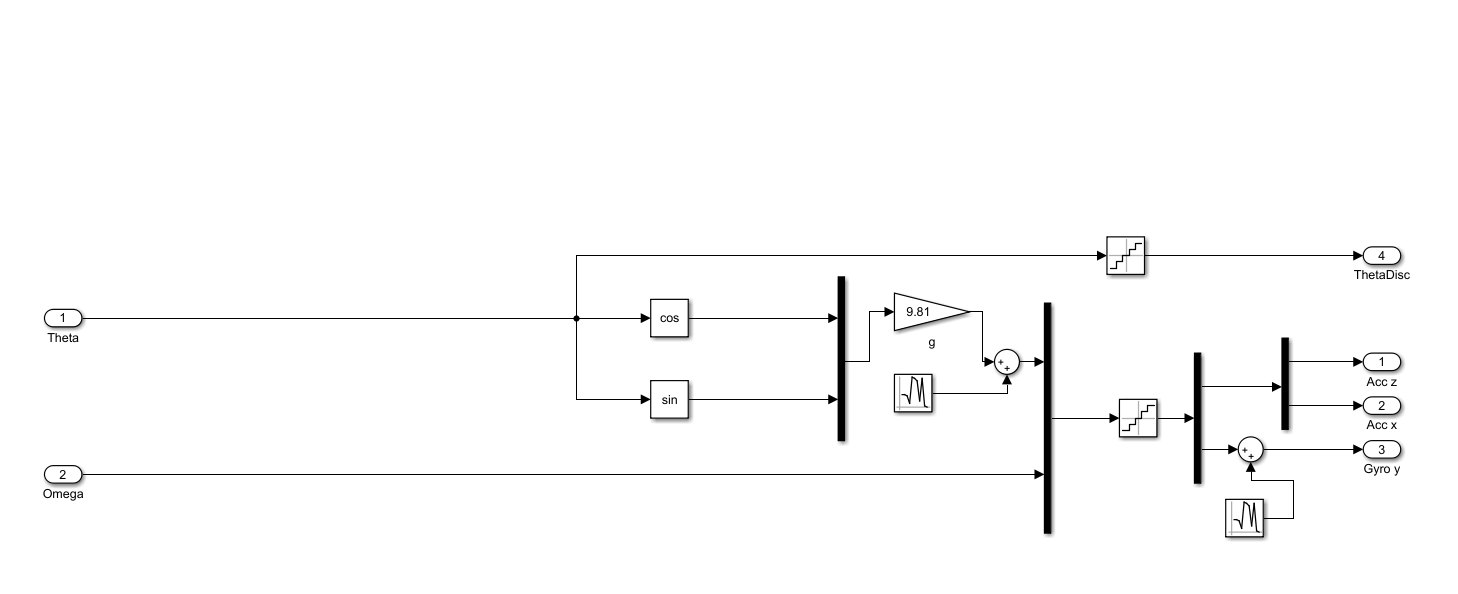 4
ThetaDisc
1
Theta
cos
9.81
g
+
+
1
Acc z
sin
2
Acc x
+
+
3
Gyro y
2
Omega